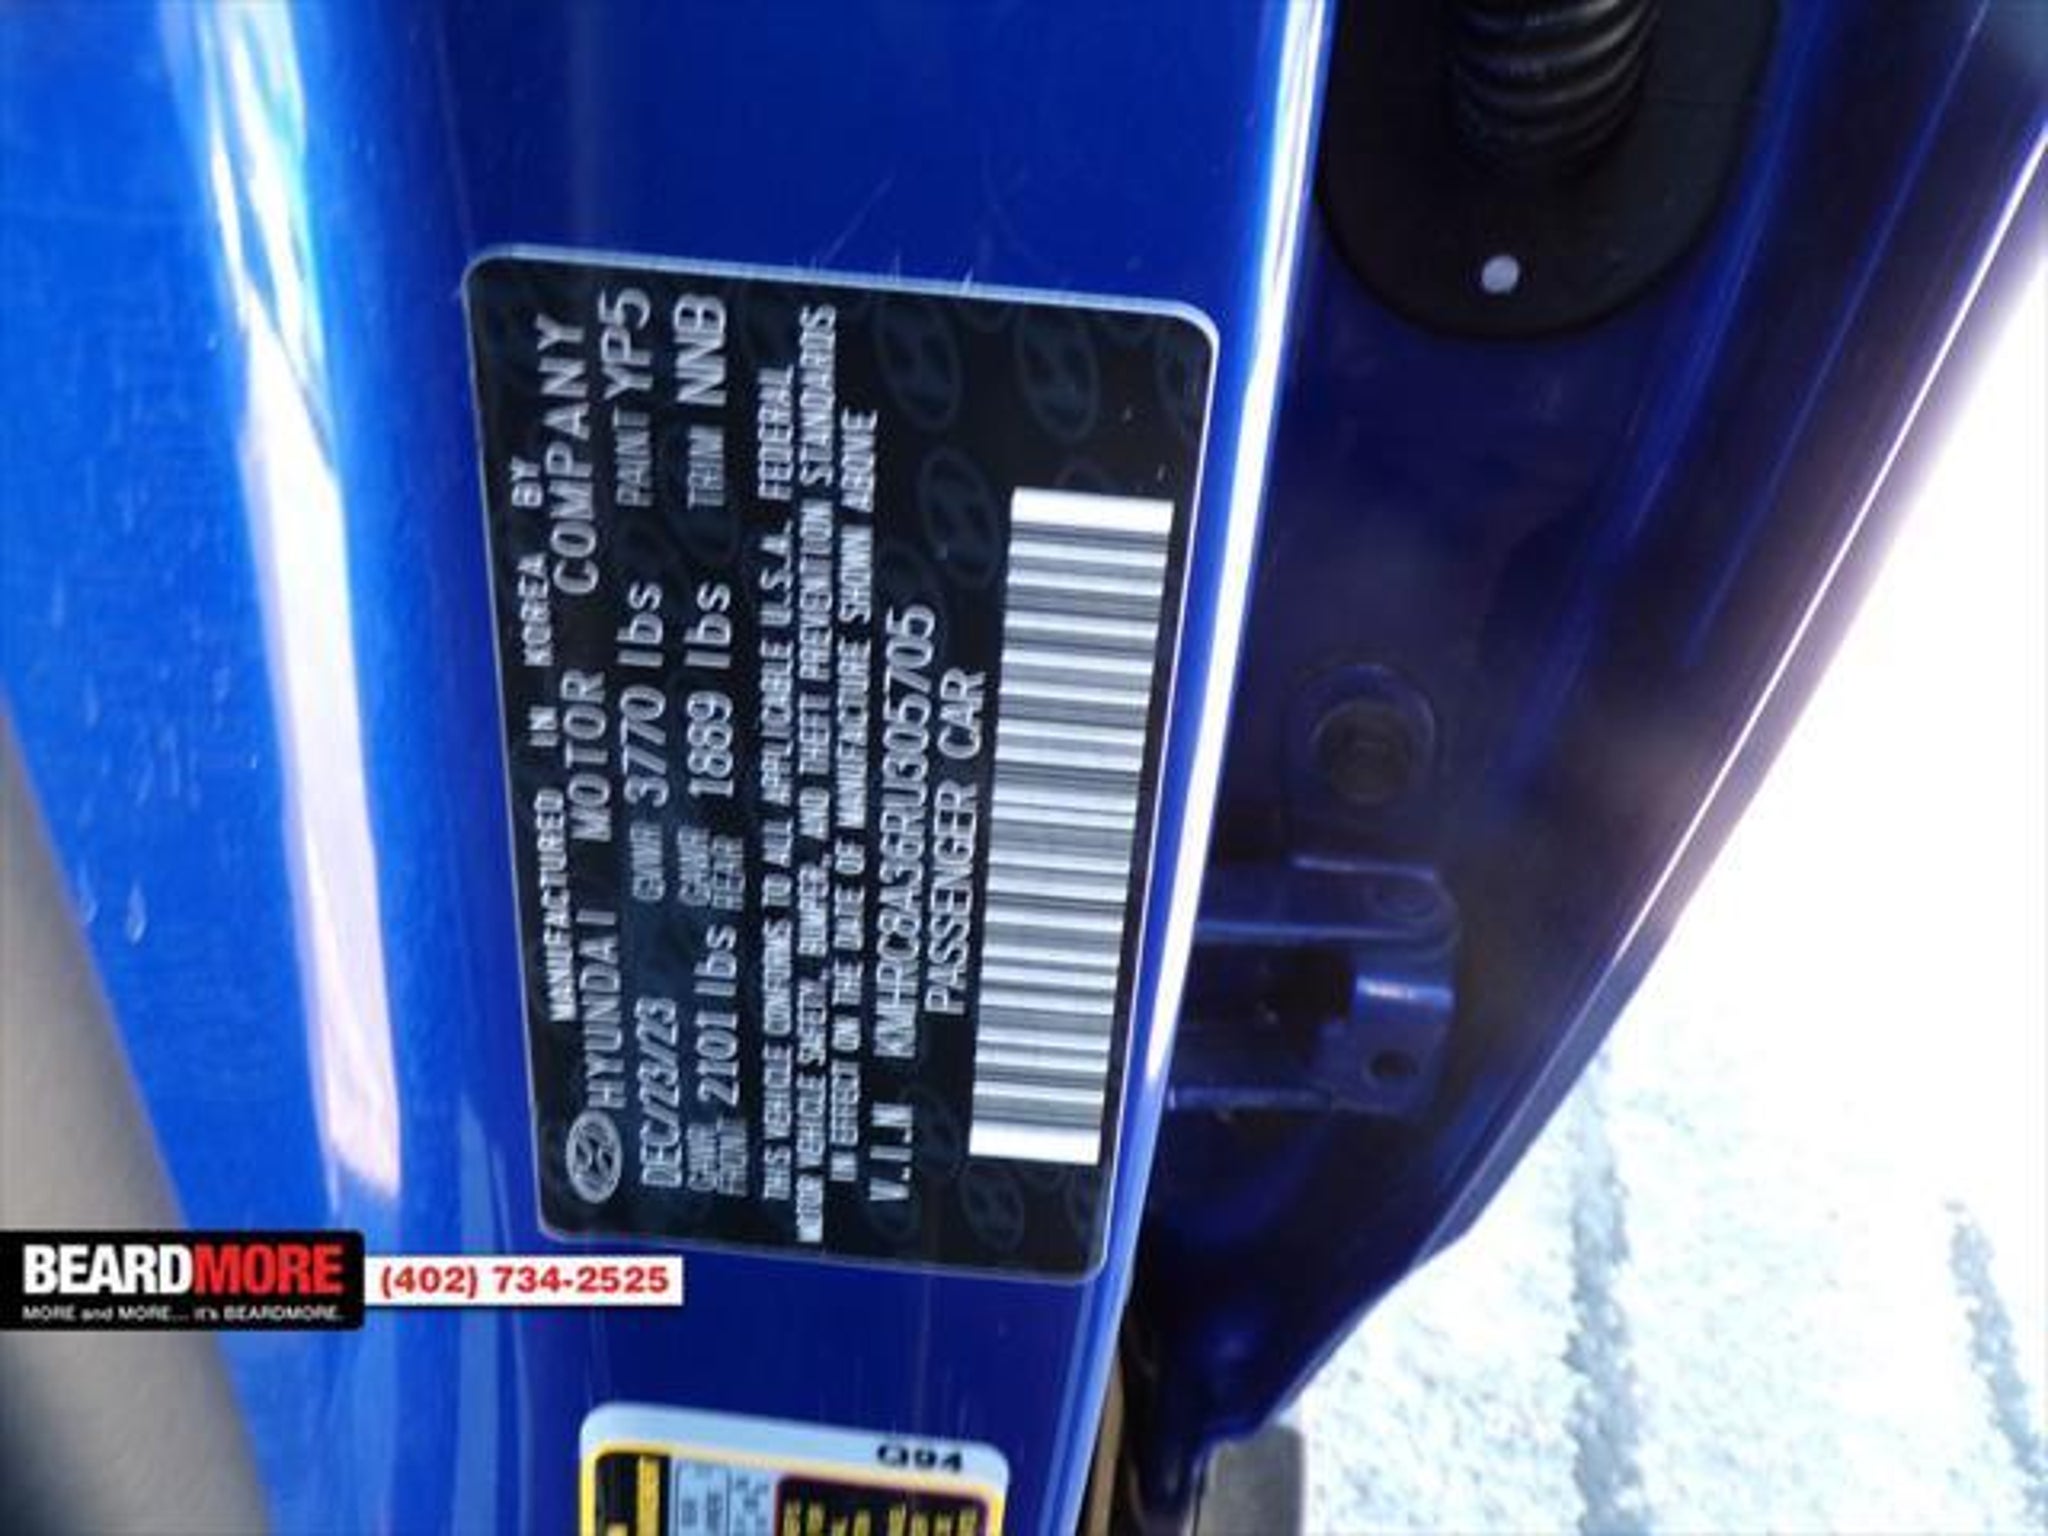 MANUFACTURED IN KOREA BY
HYUNDAI MOTOR COMPANY
DEC/23/23 GVWR 3770 lbs PAINT YP5
GAWR FRONT 2101 lbs GAWR REAR 1889 lbs TRIM NNB
THIS VEHICLE CONFORMS TO ALL APPLICABLE U.S.A. FEDERAL
MOTOR VEHICLE SAFETY, BUMPER, AND THEFT PREVENTION STANDARDS
IN EFFECT ON THE DATE OF MANUFACTURE SHOWN ABOVE
V.I.N KMHRC8A36RU305705
PASSENGER CAR
BEARDMORE (402) 734-2525
MORE and MORE... it's BEARDMORE.
Q94